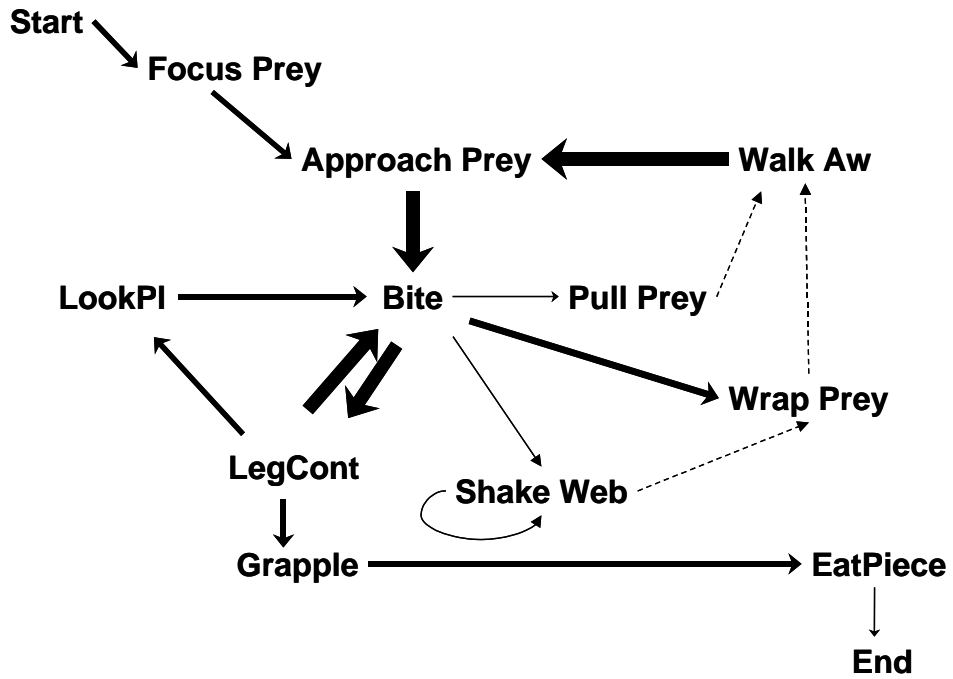 Start
Focus Prey
Approach Prey
Walk Aw
LookPl
Bite
Pull Prey
Wrap Prey
LegCont
Shake Web
Grapple
EatPiece
End